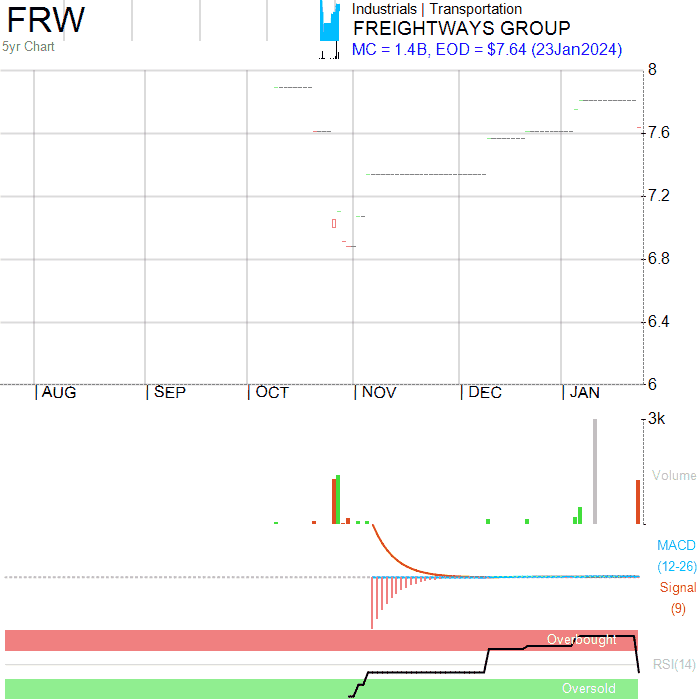 FRW
5yr Chart
Industrials | Transportation
FREIGHTWAYS GROUP
MC = 1.4B, EOD = $7.64 (23Jan2024)
8
7.6
7.2
6.8
6.4
6
| AUG | SEP | OCT | NOV | DEC | JAN
3k
Volume
MACD
(12-26)
Signal
(9)
Overbought
RSI(14)
Oversold